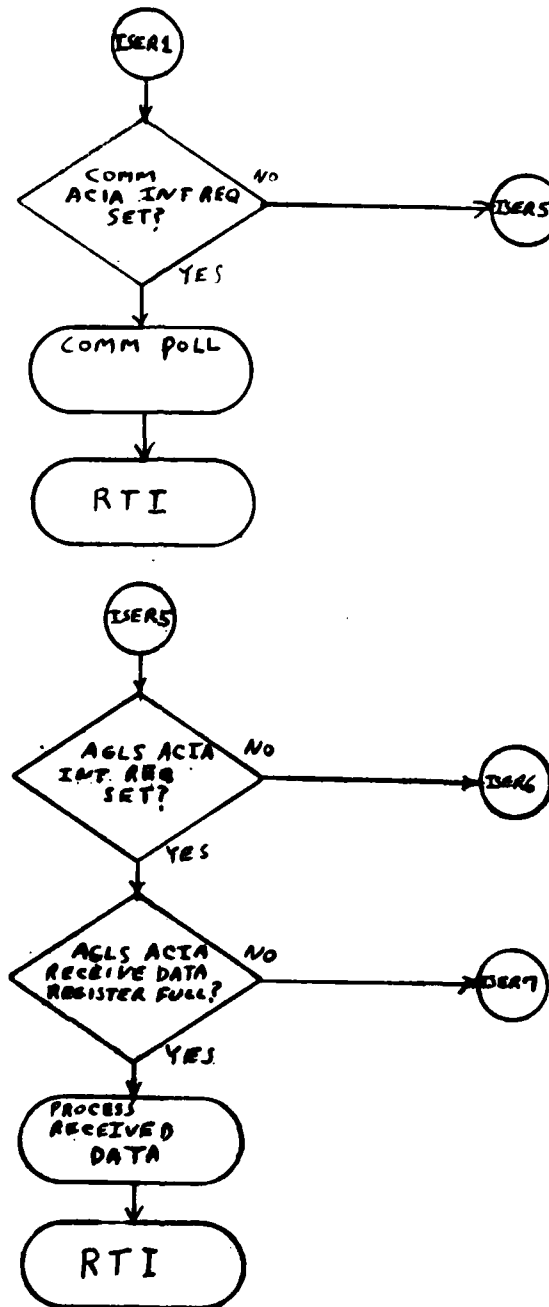 ISER1
COMM
ACIA INT REQ
SET?
NO
ISER5
YES
COMM POLL
RTI
ISER5
AGLS ACIA
INT. REQ
SET?
NO
ISER6
YES
AGLS ACIA
RECEIVE DATA
REGISTER FULL?
NO
ISER7
YES
PROCESS
RECEIVED
DATA
RTI